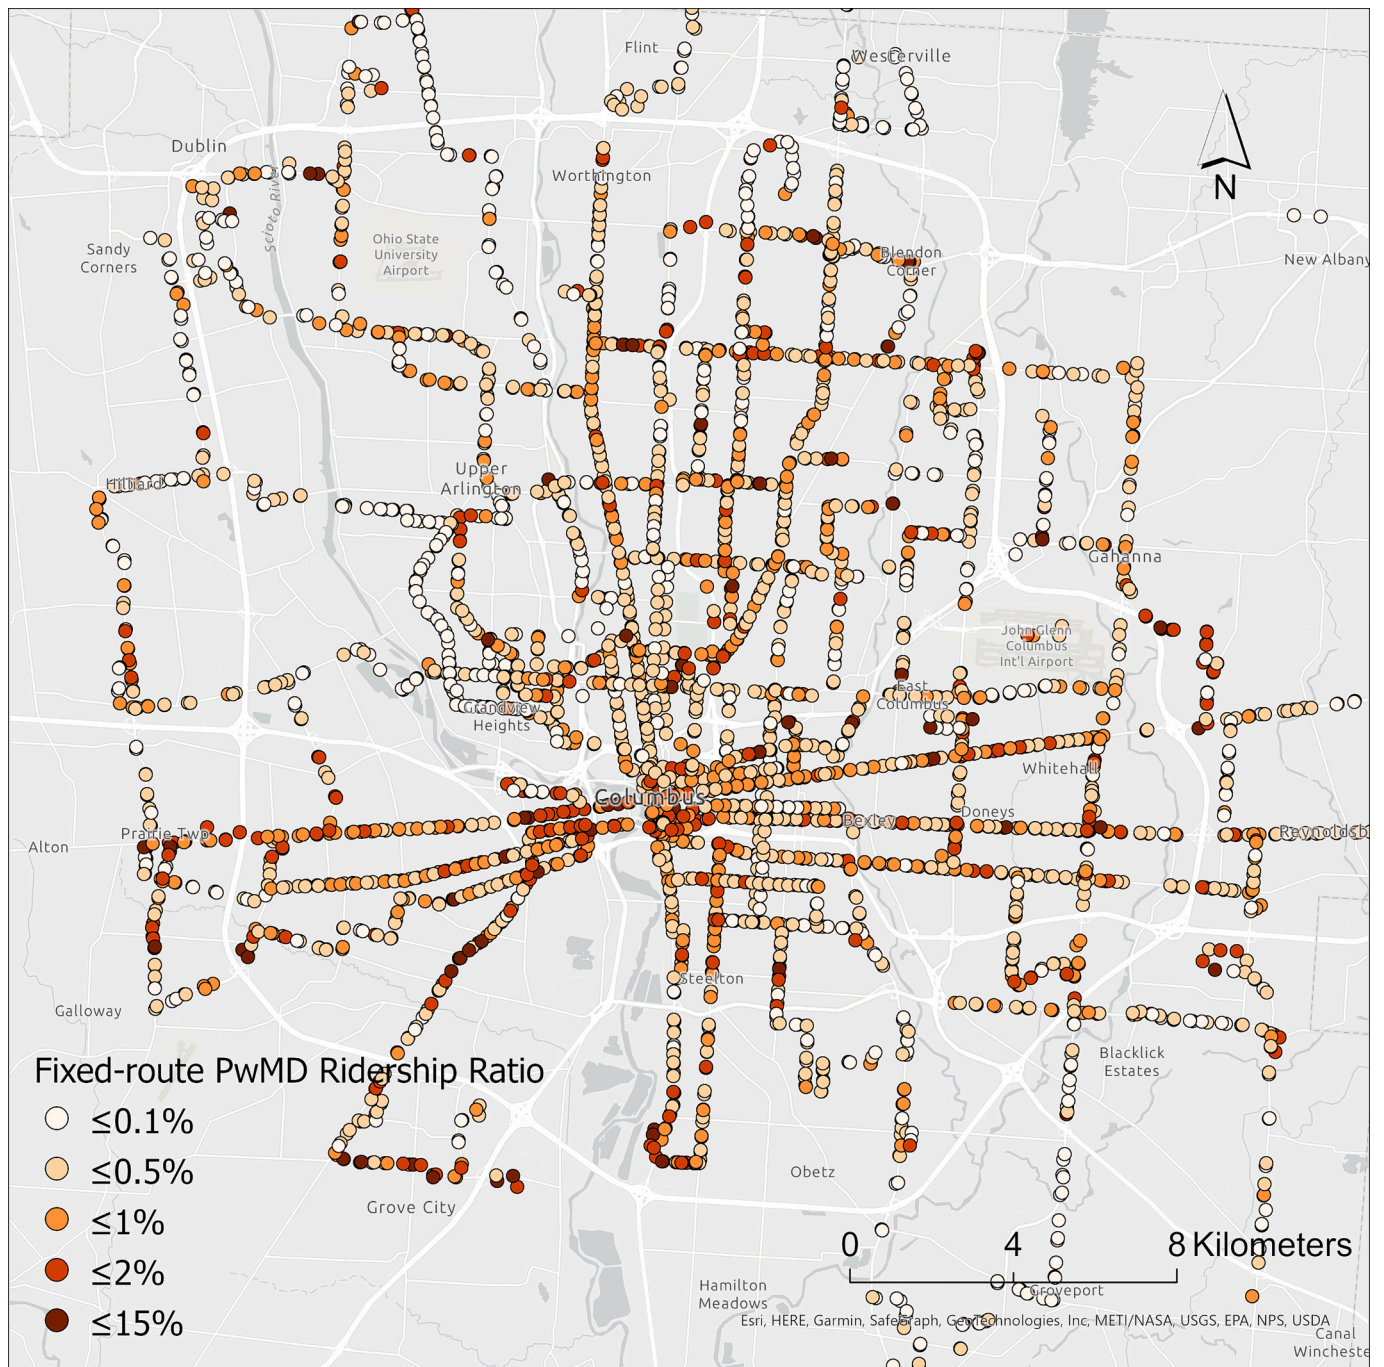 Flint
Westerville
Dublin
Worthington
N
Scioto River
Ohio State
University
Airport
Sandy
Corners
Blendon
Corner
New Albany
Upper
Arlington
Hilliard
Gahanna
John Glenn
Columbus
Int'l Airport
East
Columbus
Grandview
Heights
Whitehall
Columbus
Bexley
Doneys
Prairie Twp
Reynoldsb
Alton
Steelton
Galloway
Blacklick
Estates
Fixed-route PwMD Ridership Ratio
≤0.1%
≤0.5%
≤1%
≤2%
≤15%
Obetz
Grove City
0 4 8 Kilometers
Hamilton
Meadows
Groveport
Esri, HERE, Garmin, SafeGraph, GeoTechnologies, Inc, METI/NASA, USGS, EPA, NPS, USDA
Canal
Wincheste